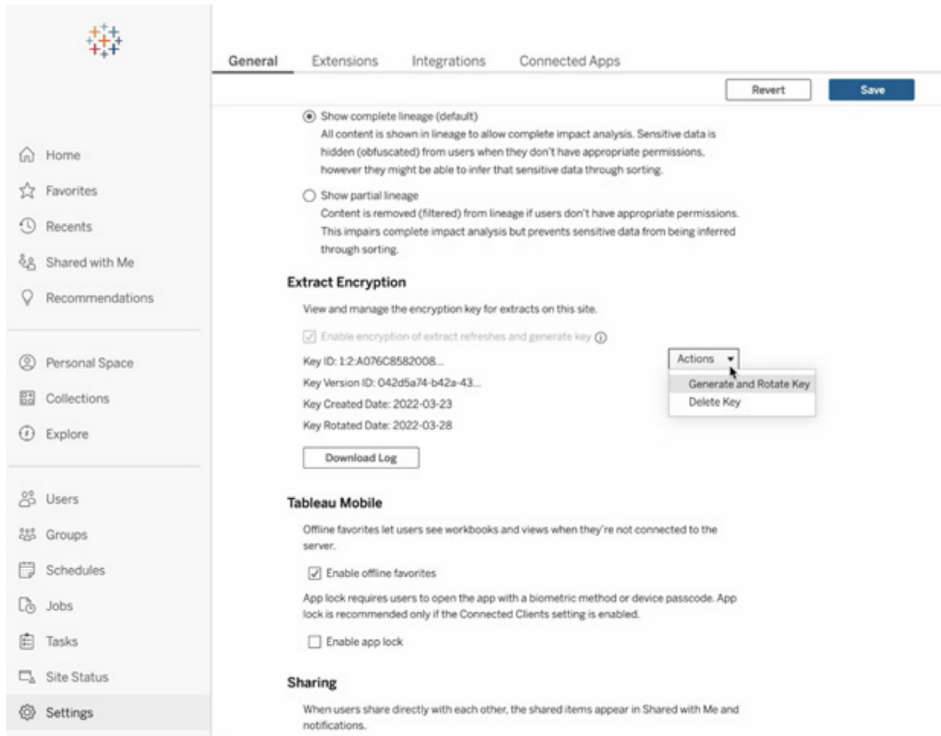 General
Extensions
Integrations
Connected Apps
Revert
Save
Home
Favorites
Recents
Shared with Me
Recommendations
Personal Space
Collections
Explore
Users
Groups
Schedules
Jobs
Tasks
Site Status
Settings
Show complete lineage (default)
All content is shown in lineage to allow complete impact analysis. Sensitive data is
hidden (obfuscated) from users when they don't have appropriate permissions,
however they might be able to infer that sensitive data through sorting.
Show partial lineage
Content is removed (filtered) from lineage if users don't have appropriate permissions.
This impairs complete impact analysis but prevents sensitive data from being inferred
through sorting.
Extract Encryption
View and manage the encryption key for extracts on this site.
Enable encryption of extract refreshes and generate key
Key ID: 1:2:A076C8582008...
Key Version ID: 042d5a74-b42a-43...
Key Created Date: 2022-03-23
Key Rotated Date: 2022-03-28
Actions
Generate and Rotate Key
Delete Key
Download Log
Tableau Mobile
Offline favorites let users see workbooks and views when they're not connected to the
server.
Enable offline favorites
App lock requires users to open the app with a biometric method or device passcode. App
lock is recommended only if the Connected Clients setting is enabled.
Enable app lock
Sharing
When users share directly with each other, the shared items appear in Shared with Me and
notifications.